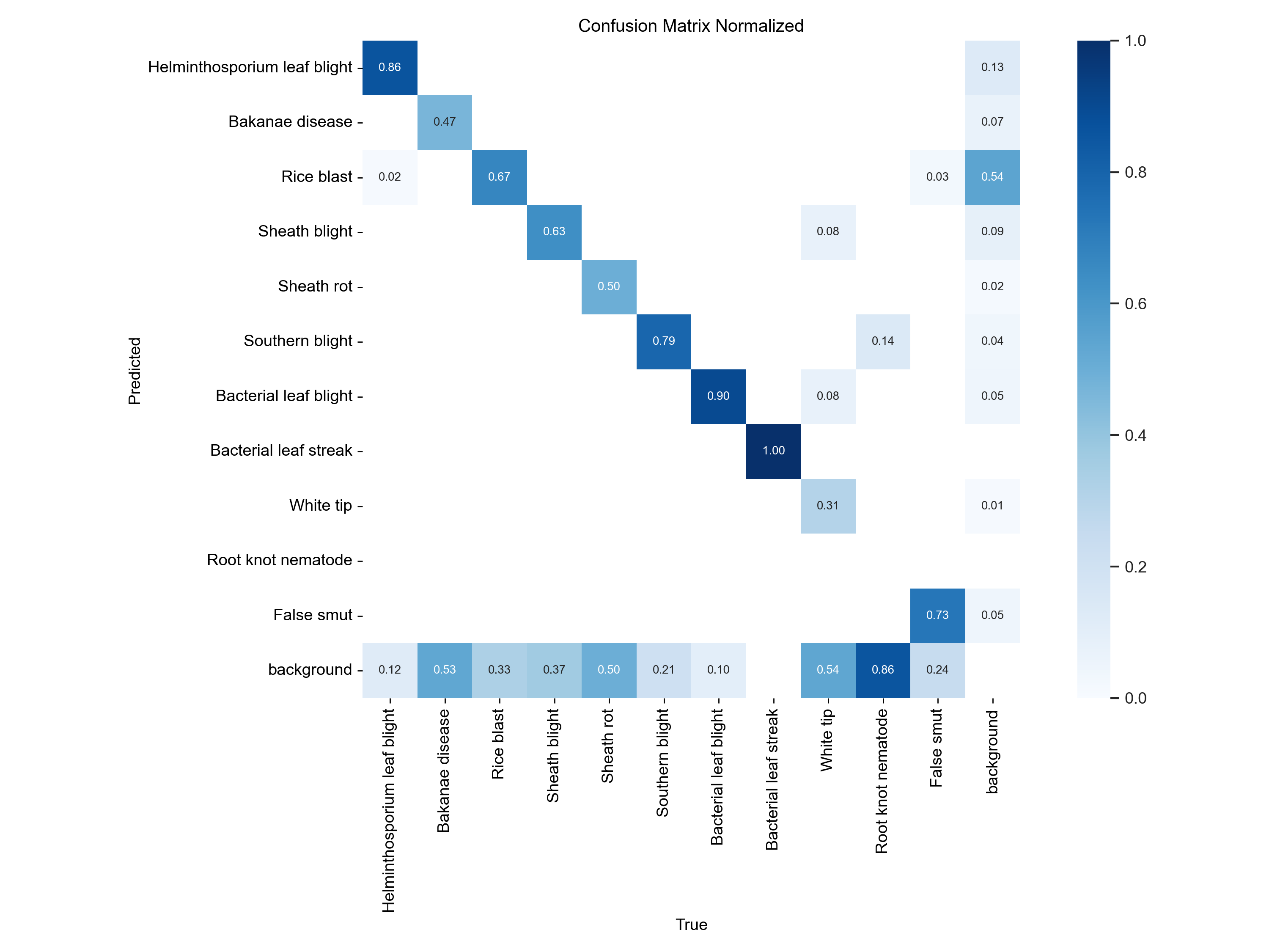 Confusion Matrix Normalized
Helminthosporium leaf blight 0.86 0.13
Bakanae disease 0.47 0.07
Rice blast 0.02 0.67 0.03 0.54
Sheath blight 0.63 0.08 0.09
Sheath rot 0.50 0.02
Southern blight 0.79 0.14 0.04
Bacterial leaf blight 0.90 0.08 0.05
Bacterial leaf streak 1.00
White tip 0.31 0.01
Root knot nematode
False smut 0.73 0.05
background 0.12 0.53 0.33 0.37 0.50 0.21 0.10 0.54 0.86 0.24
Predicted
Helminthosporium leaf blight
Bakanae disease
Rice blast
Sheath blight
Sheath rot
Southern blight
Bacterial leaf blight
Bacterial leaf streak
White tip
Root knot nematode
False smut
background
True
1.0
0.8
0.6
0.4
0.2
0.0